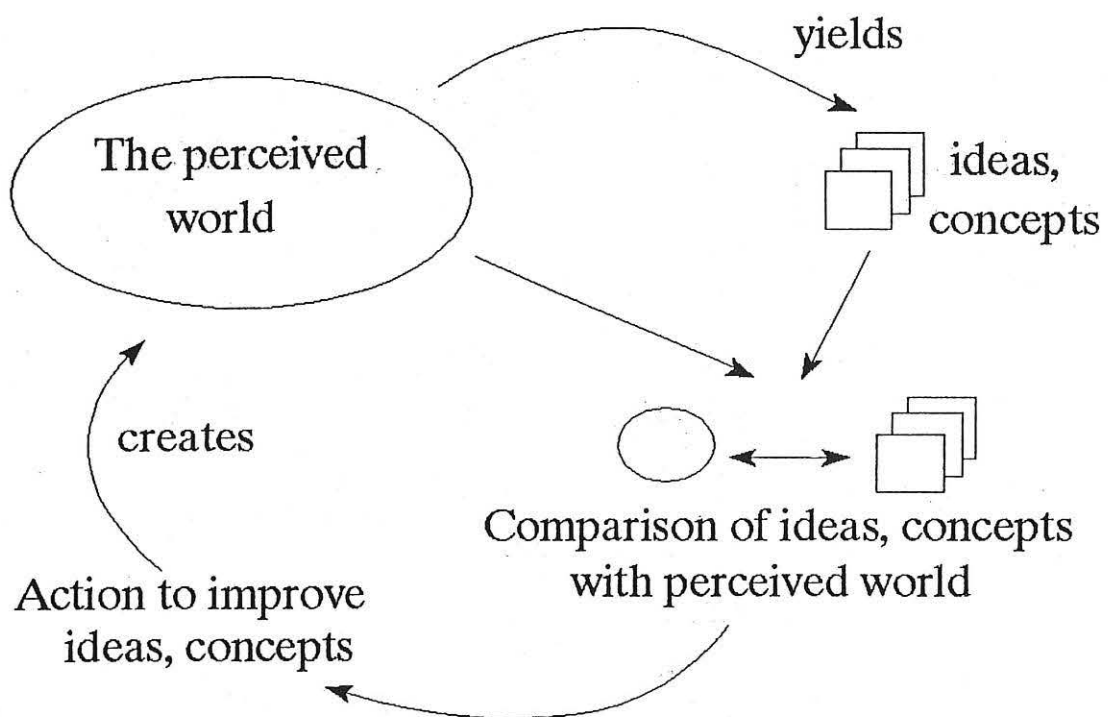 yields
The perceived
world
ideas,
concepts
creates
Comparison of ideas, concepts
with perceived world
Action to improve
ideas, concepts